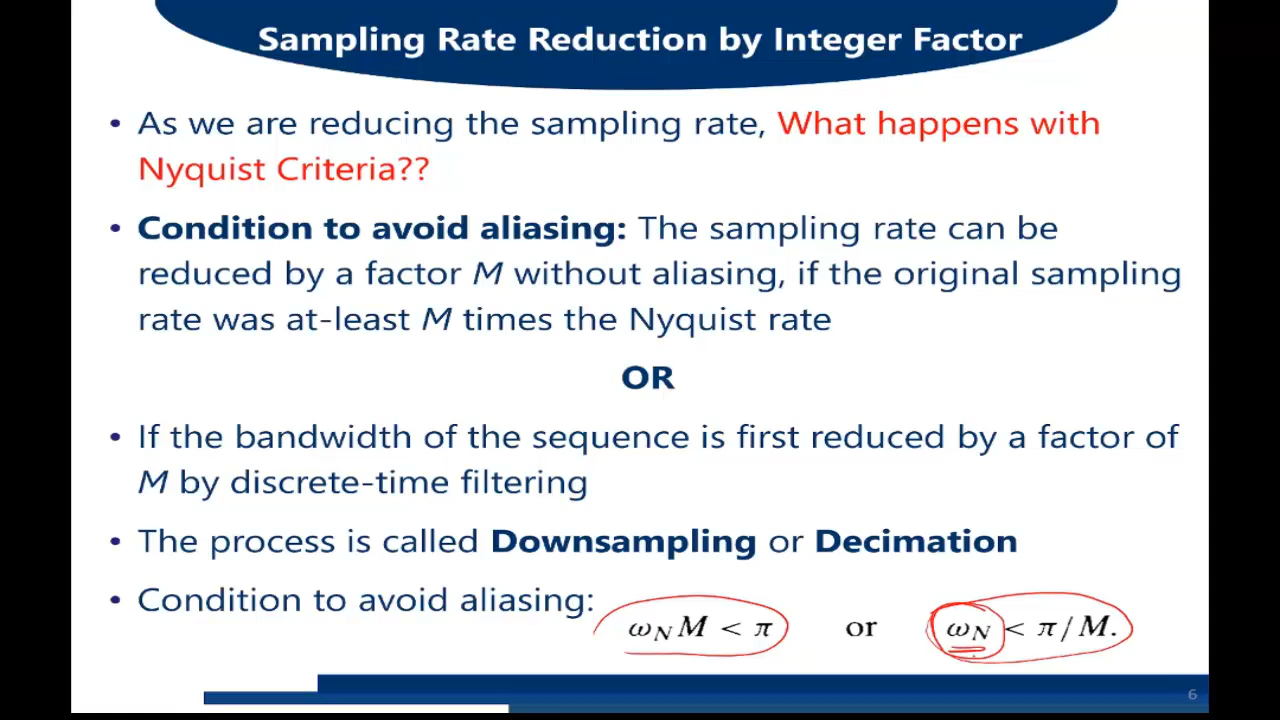 Sampling Rate Reduction by Integer Factor
• As we are reducing the sampling rate, What happens with
Nyquist Criteria??
• Condition to avoid aliasing: The sampling rate can be
reduced by a factor M without aliasing, if the original sampling
rate was at-least M times the Nyquist rate
OR
• If the bandwidth of the sequence is first reduced by a factor of
M by discrete-time filtering
• The process is called Downsampling or Decimation
• Condition to avoid aliasing:
ω_N M < π or ω_N < π/M.
6